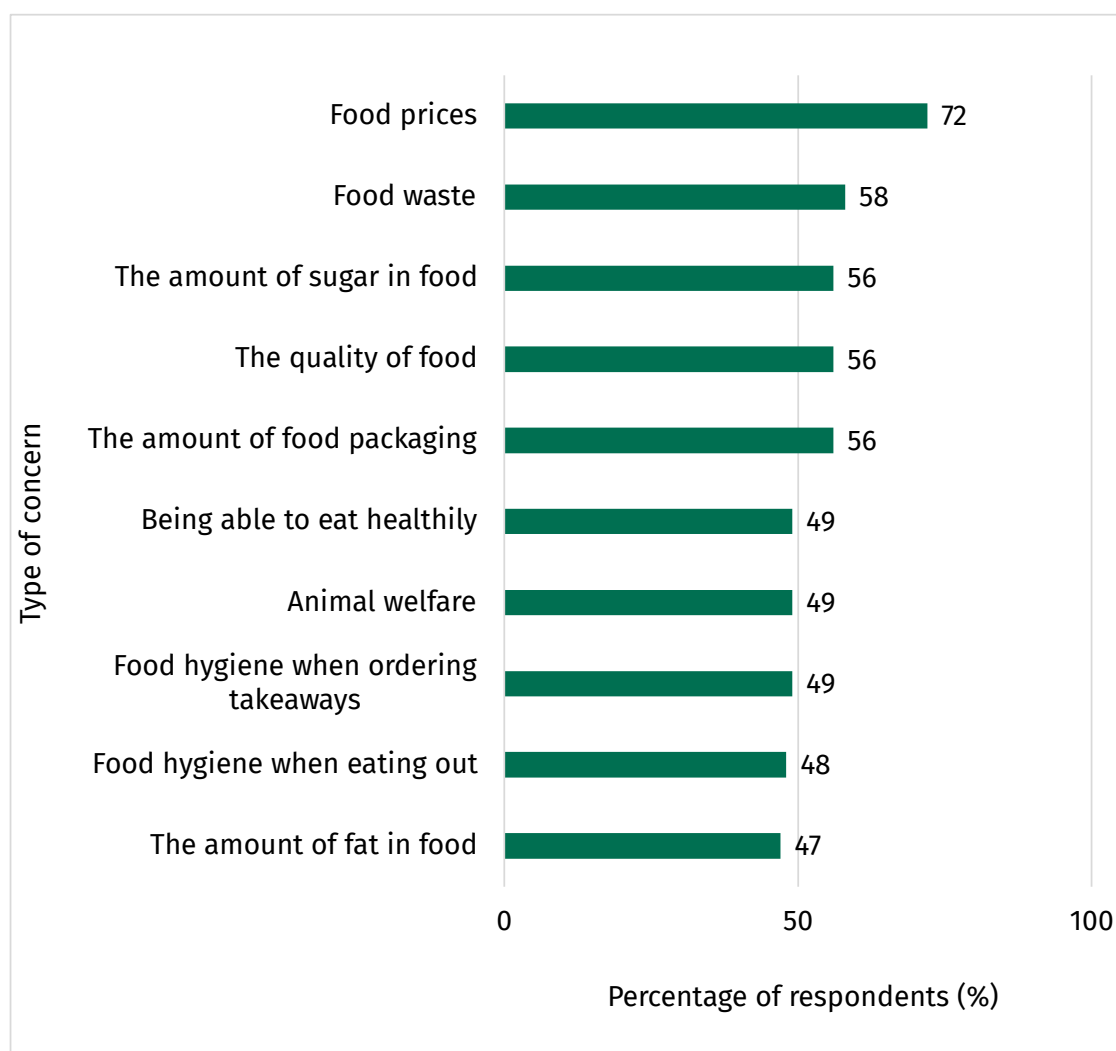 Food prices
72
Food waste
58
The amount of sugar in food
56
The quality of food
56
The amount of food packaging
56
Being able to eat healthily
49
Animal welfare
49
Food hygiene when ordering
takeaways
49
Food hygiene when eating out
48
The amount of fat in food
47
Type of concern
0
50
100
Percentage of respondents (%)